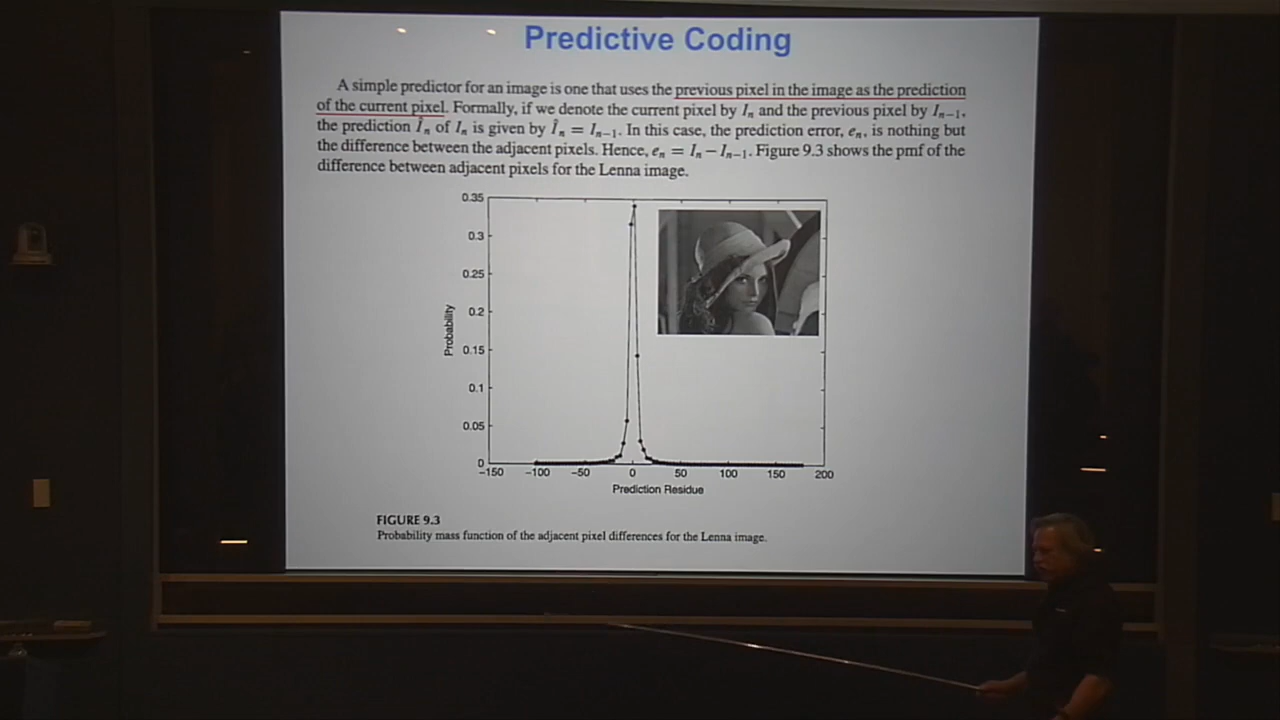 Predictive Coding
A simple predictor for an image is one that uses the previous pixel in the image as the prediction
of the current pixel. Formally, if we denote the current pixel by Iₙ and the previous pixel by Iₙ₋₁,
the prediction Îₙ of Iₙ is given by Îₙ = Iₙ₋₁. In this case, the prediction error, eₙ, is nothing but
the difference between the adjacent pixels. Hence, eₙ = Iₙ − Iₙ₋₁. Figure 9.3 shows the pmf of the
difference between adjacent pixels for the Lenna image.
0.35
0.3
0.25
0.2
0.15
0.1
0.05
0
Probability
−150 −100 −50 0 50 100 150 200
Prediction Residue
FIGURE 9.3
Probability mass function of the adjacent pixel differences for the Lenna image.